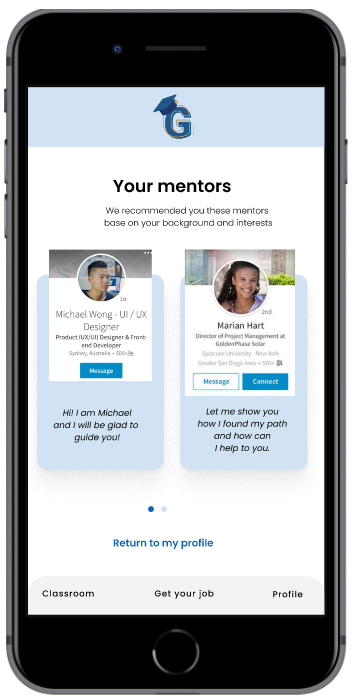 G
Your mentors
We recommended you these mentors
base on your background and interests
1st
Michael Wong - UI / UX
Designer
Product (UX/UI) Designer & Front-
end Developer
Sydney, Australia • 500+
Message
Hi! I am Michael
and I will be glad to
guide you!
2nd
Marian Hart
Director of Project Management at
GoldenPhase Solar
Syracuse University - New York
Greater San Diego Area • 500+
Message Connect
Let me show you
how I found my path
and how can
I help to you.
Return to my profile
Classroom Get your job Profile